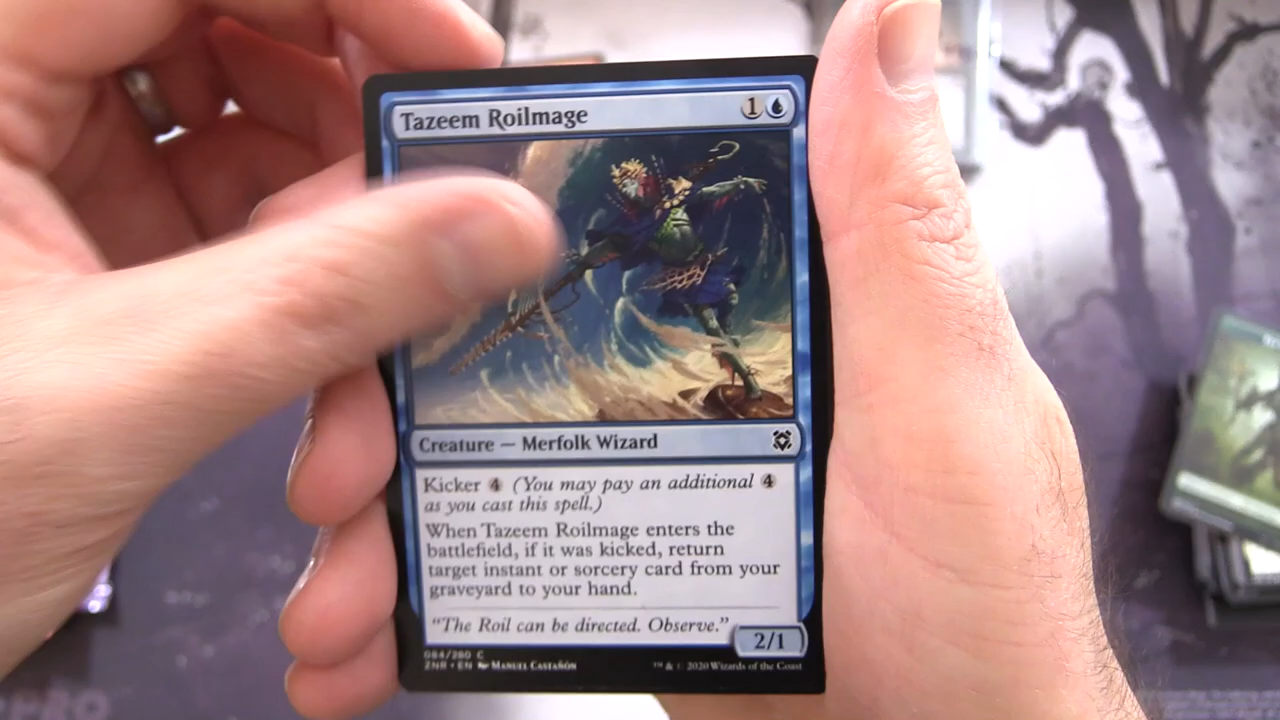 Tazeem Roilmage 1
Creature — Merfolk Wizard
Kicker 4 (You may pay an additional 4
as you cast this spell.)
When Tazeem Roilmage enters the
battlefield, if it was kicked, return
target instant or sorcery card from your
graveyard to your hand.
"The Roil can be directed. Observe."
2/1
084/280 C
ZNR • EN Manuel Castañón
™ & © 2020 Wizards of the Coast
PRO